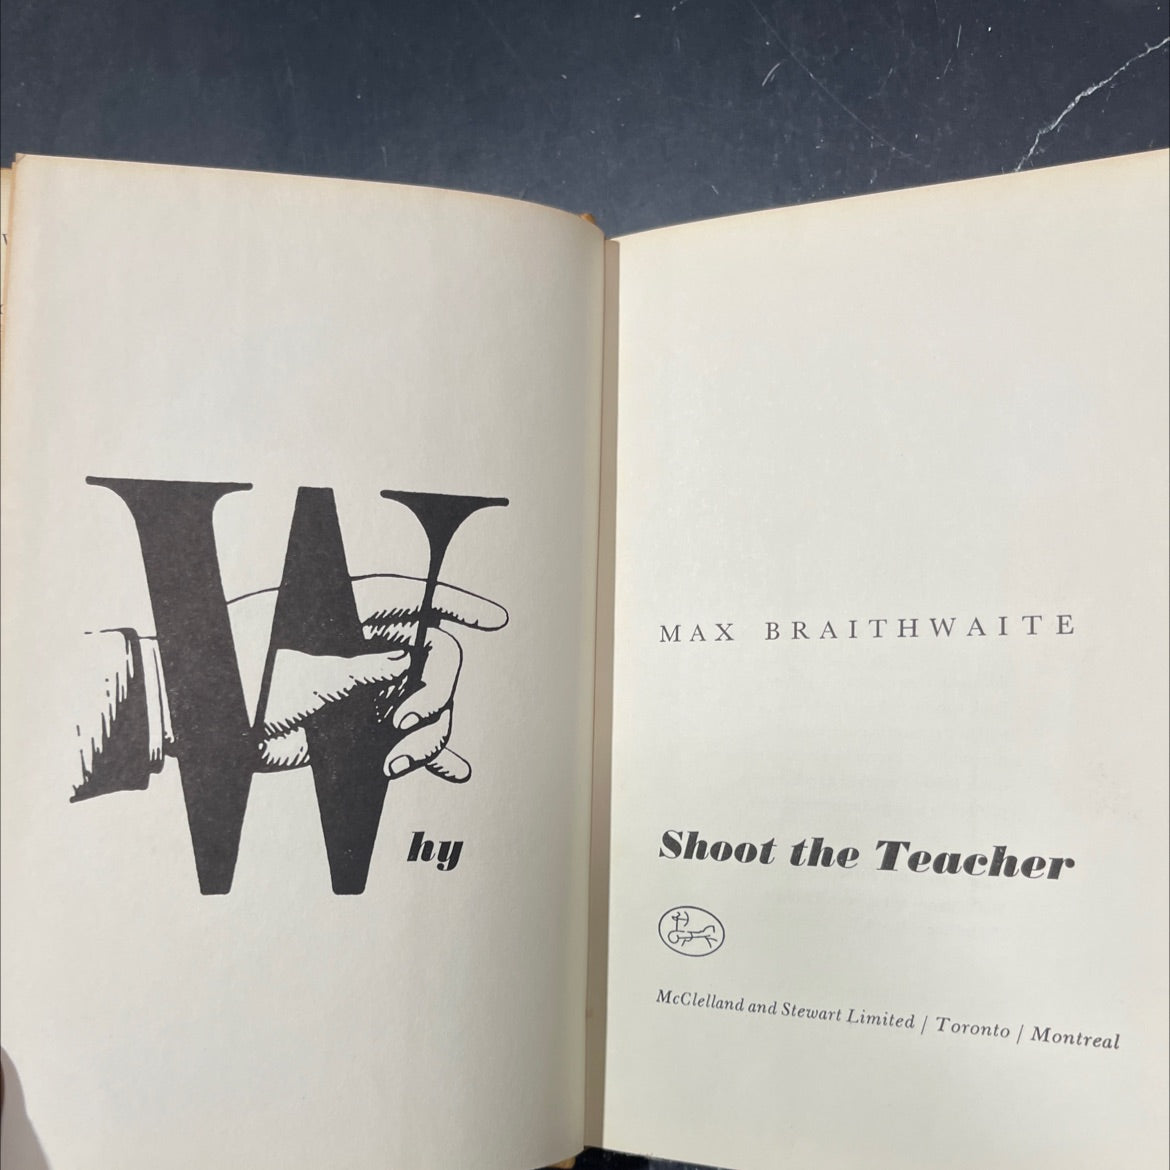 Why
MAX BRAITHWAITE
Shoot the Teacher
McClelland and Stewart Limited / Toronto / Montreal